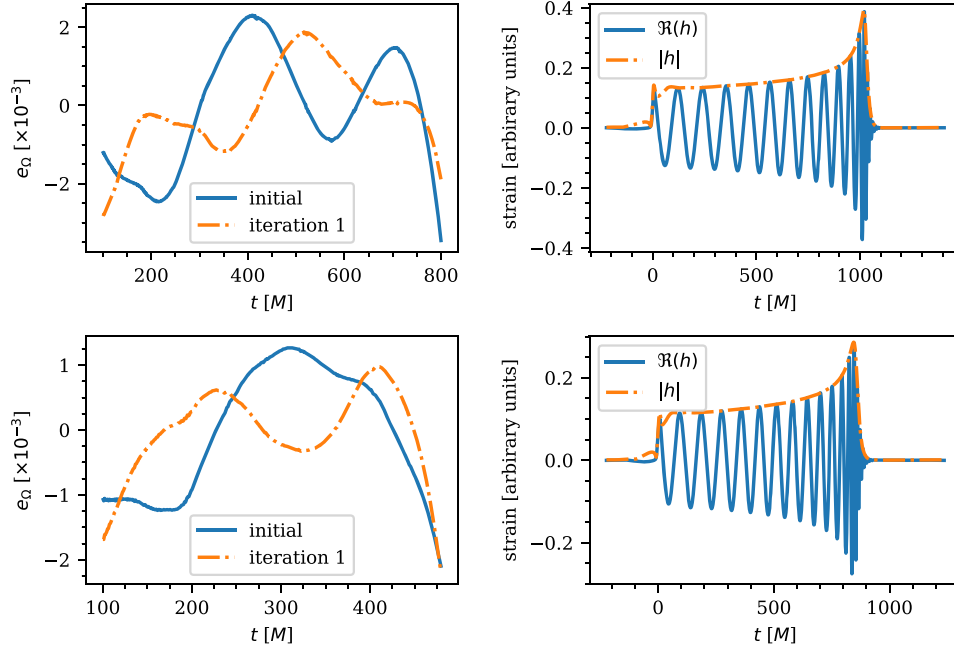 e_Ω [×10⁻³]
2
0
−2
initial
iteration 1
200 400 600 800
t [M]
strain [arbitrary units]
0.4
0.2
0.0
−0.2
−0.4
ℜ(h)
|h|
0 500 1000
t [M]
e_Ω [×10⁻³]
1
0
−1
−2
initial
iteration 1
100 200 300 400
t [M]
strain [arbitrary units]
0.2
0.0
−0.2
ℜ(h)
|h|
0 500 1000
t [M]